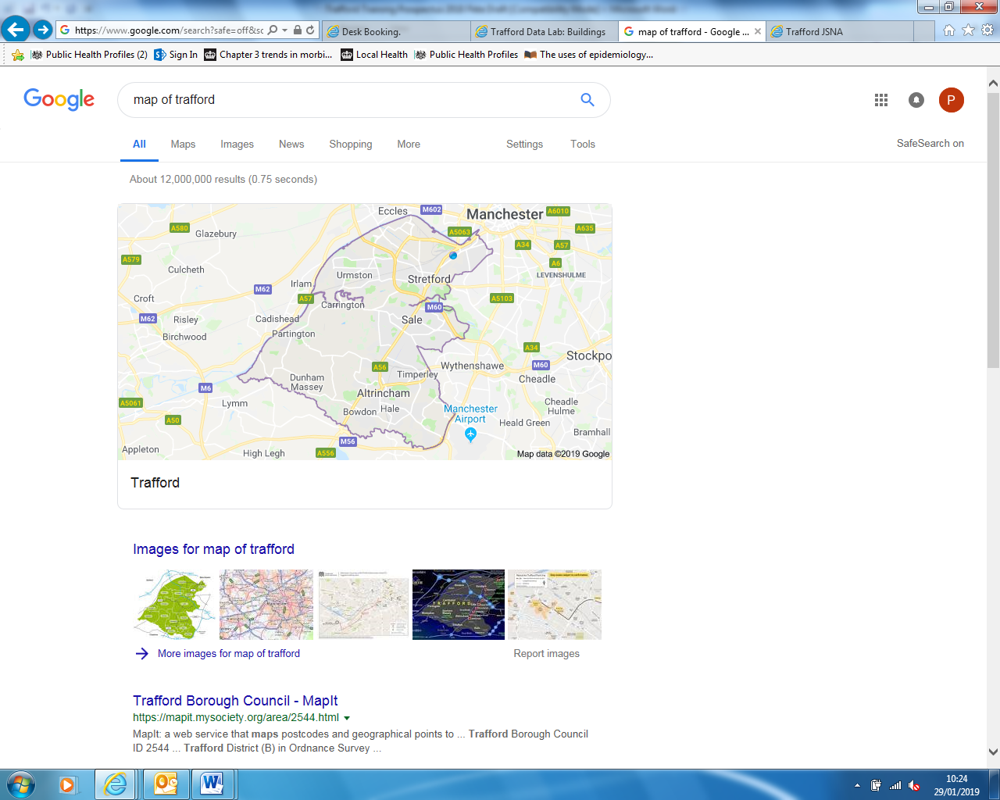 https://www.google.com/search?safe=off&sc
Desk Booking.
Trafford Data Lab: Buildings
map of trafford - Google ...
Trafford JSNA
Public Health Profiles (2)
Sign In
Chapter 3 trends in morbi...
Local Health
Public Health Profiles
The uses of epidemiology...
Google
map of trafford
P
All
Maps
Images
News
Shopping
More
Settings
Tools
SafeSearch on
About 12,000,000 results (0.75 seconds)
Eccles
M602
Manchester
A6010
A580
Glazebury
A5063
A635
A34
A57
A579
Culcheth
A6
Urmston
Stretford
LEVENSHULME
Irlam
M62
A57
Croft
Carrington
M60
A5103
M62
Risley
Cadishead
Sale
Birchwood
Partington
A34
Stockpo
A56
Wythenshawe
M60
Timperley
Cheadle
Dunham
Massey
M6
Altrincham
A5061
Lymm
Bowdon
Hale
Manchester
Airport
Cheadle
Hulme
A50
Heald Green
Bramhall
M56
Appleton
High Legh
A556
Map data ©2019 Google
Trafford
Images for map of trafford
TRAFFORD
More images for map of trafford
Report images
Trafford Borough Council - MapIt
https://mapit.mysociety.org/area/2544.html
MapIt: a web service that maps postcodes and geographical points to ... Trafford Borough Council
ID 2544 ... Trafford District (B) in Ordnance Survey ...
10:24
29/01/2019